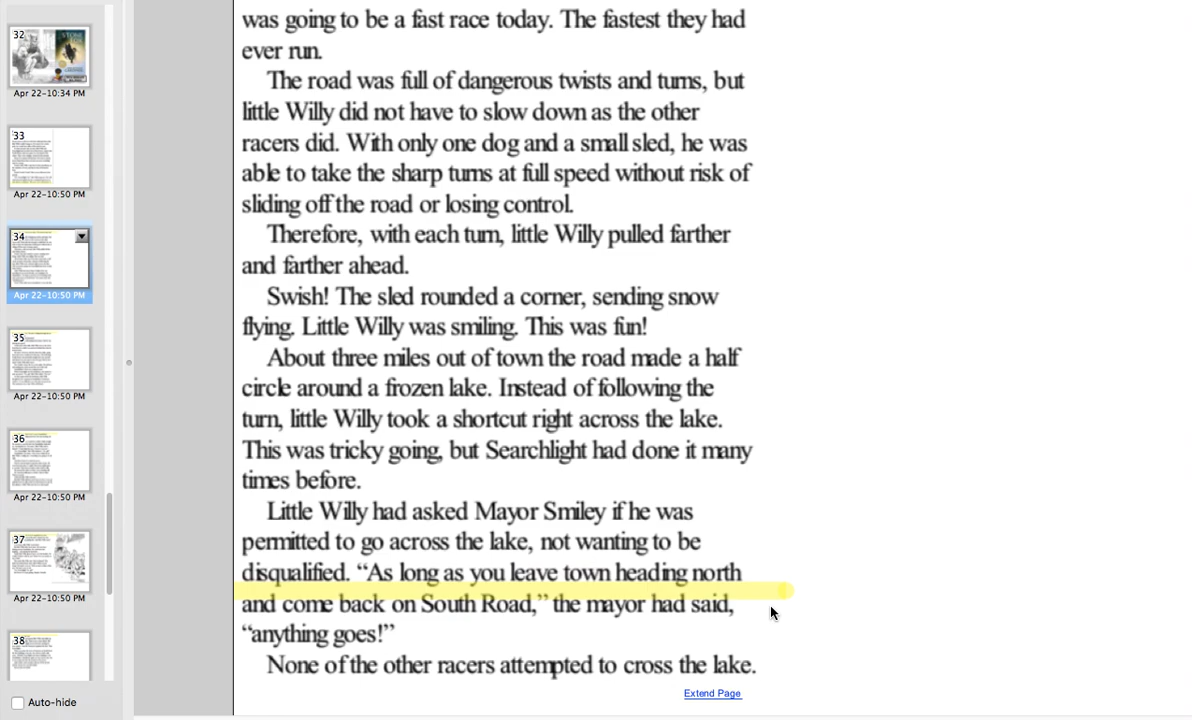 32
STONE FOX
Apr 22-10:34 PM
33
Apr 22-10:50 PM
34
Apr 22-10:50 PM
35
Apr 22-10:50 PM
36
Apr 22-10:50 PM
37
Apr 22-10:50 PM
38
Auto-hide
was going to be a fast race today. The fastest they had
ever run.
The road was full of dangerous twists and turns, but
little Willy did not have to slow down as the other
racers did. With only one dog and a small sled, he was
able to take the sharp turns at full speed without risk of
sliding off the road or losing control.
Therefore, with each turn, little Willy pulled farther
and farther ahead.
Swish! The sled rounded a corner, sending snow
flying. Little Willy was smiling. This was fun!
About three miles out of town the road made a half
circle around a frozen lake. Instead of following the
turn, little Willy took a shortcut right across the lake.
This was tricky going, but Searchlight had done it many
times before.
Little Willy had asked Mayor Smiley if he was
permitted to go across the lake, not wanting to be
disqualified. “As long as you leave town heading north
and come back on South Road,” the mayor had said,
“anything goes!”
None of the other racers attempted to cross the lake.
Extend Page